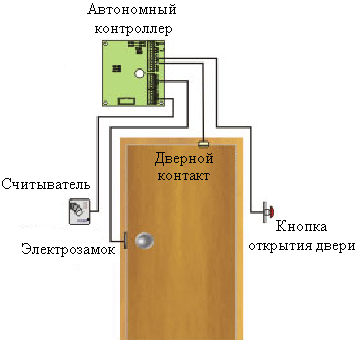 Автономный
контроллер
Дверной
контакт
Считыватель
Кнопка
открытия двери
Электрозамок